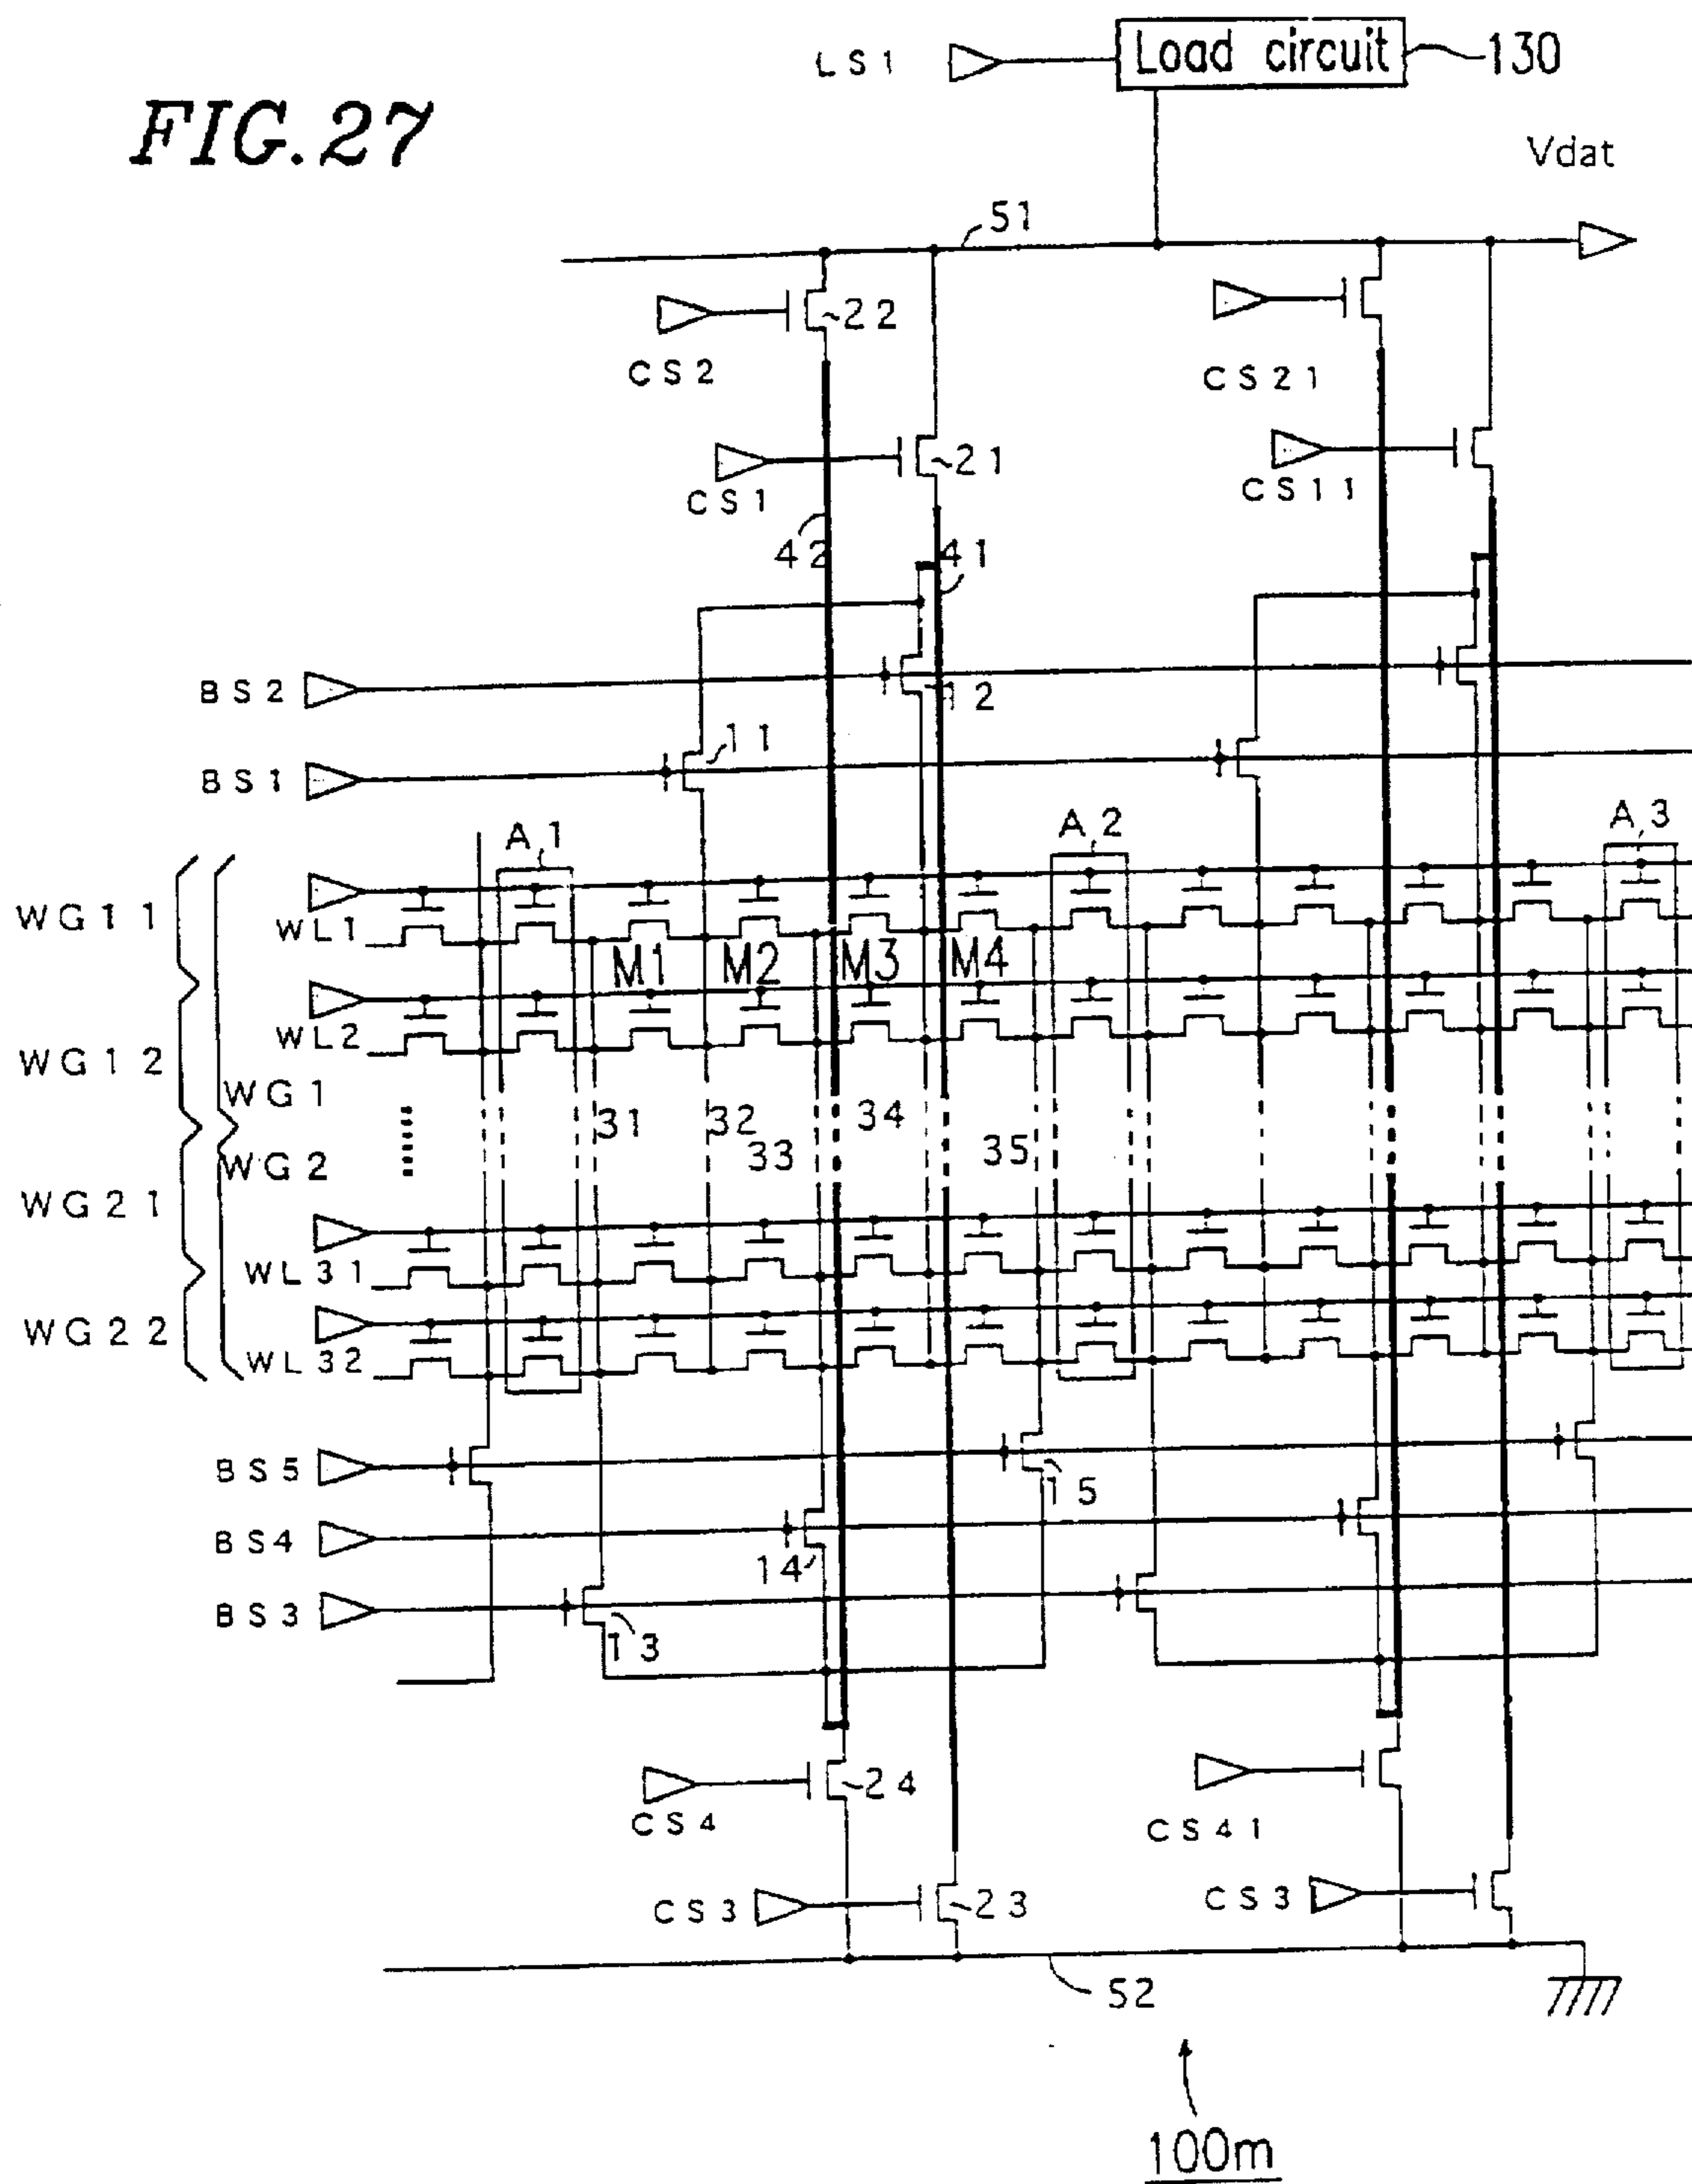 FIG.27
LS1
Load circuit
130
Vdat
51
22
CS2
CS21
21
CS1
CS11
42
41
BS2
12
11
BS1
A1
A2
A3
WG11
WL1
M1
M2
M3
M4
WL2
WG12
WG1
31
32
34
33
35
WG2
WG21
WL31
WG22
WL32
BS5
15
BS4
14
BS3
13
24
CS4
CS41
CS3
23
CS3
52
100m